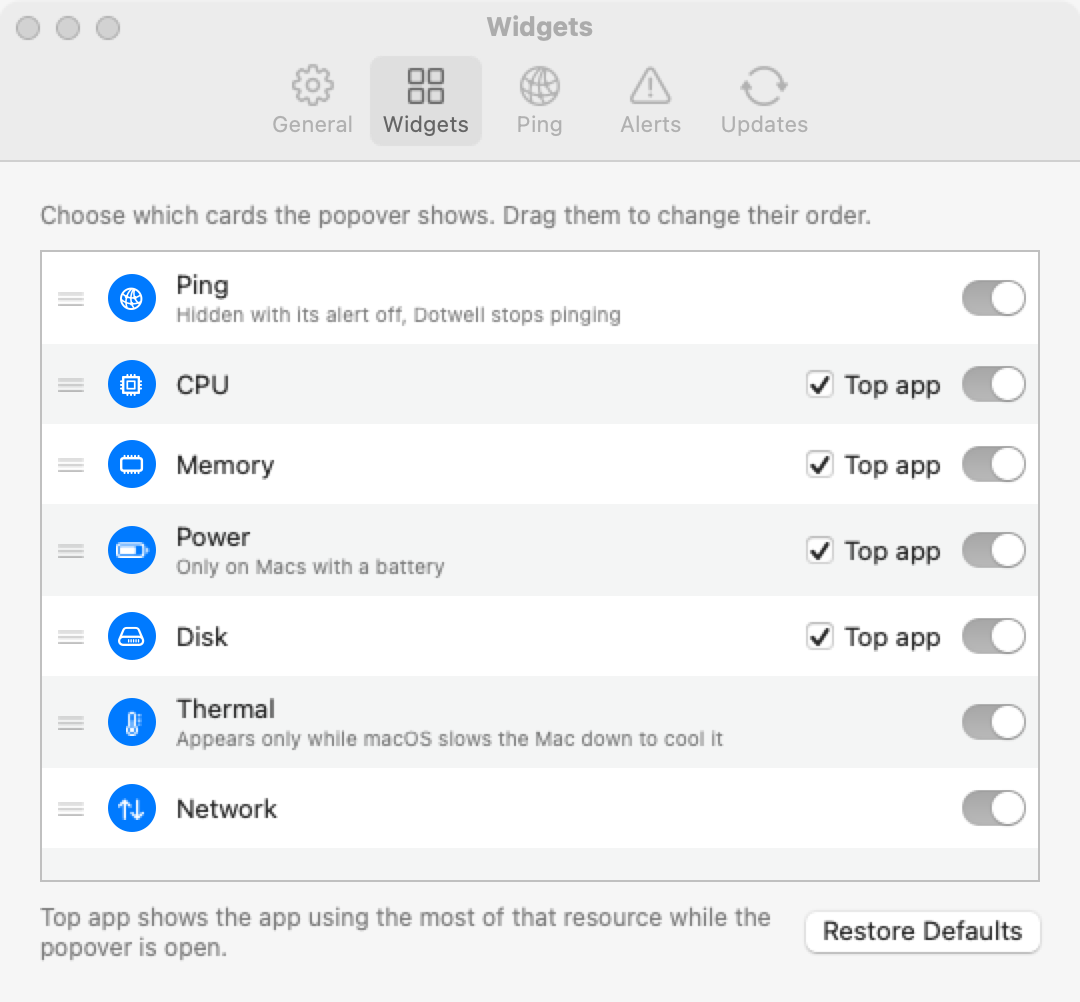 Widgets
General
Widgets
Ping
Alerts
Updates
Choose which cards the popover shows. Drag them to change their order.
Ping
Hidden with its alert off, Dotwell stops pinging
CPU
Top app
Memory
Top app
Power
Only on Macs with a battery
Top app
Disk
Top app
Thermal
Appears only while macOS slows the Mac down to cool it
Network
Top app shows the app using the most of that resource while the
popover is open.
Restore Defaults